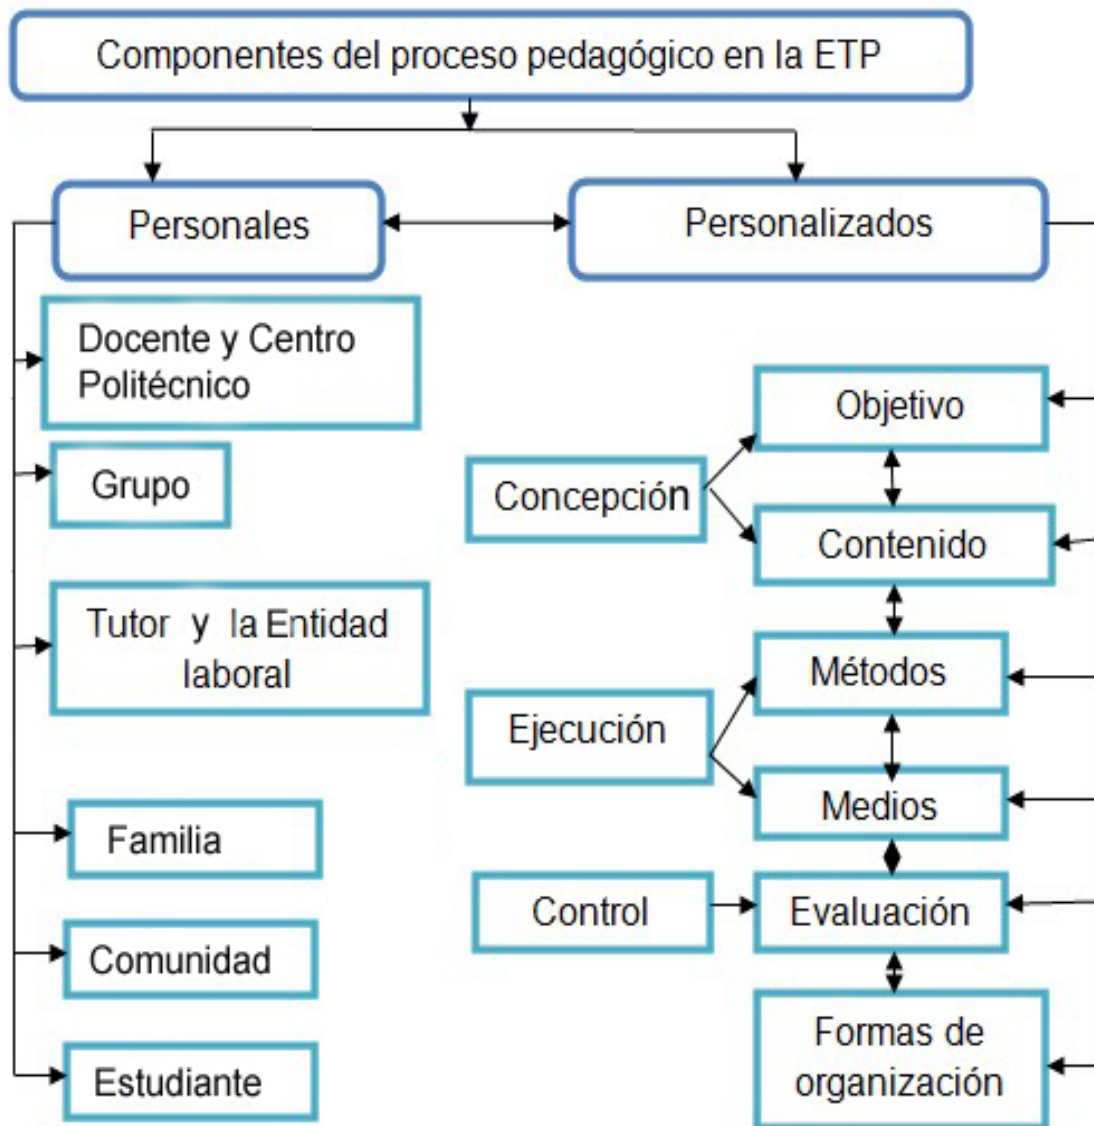 Componentes del proceso pedagógico en la ETP
Personales
Personalizados
Docente y Centro
Politécnico
Grupo
Tutor y la Entidad
laboral
Familia
Comunidad
Estudiante
Concepción
Ejecución
Control
Objetivo
Contenido
Métodos
Medios
Evaluación
Formas de
organización